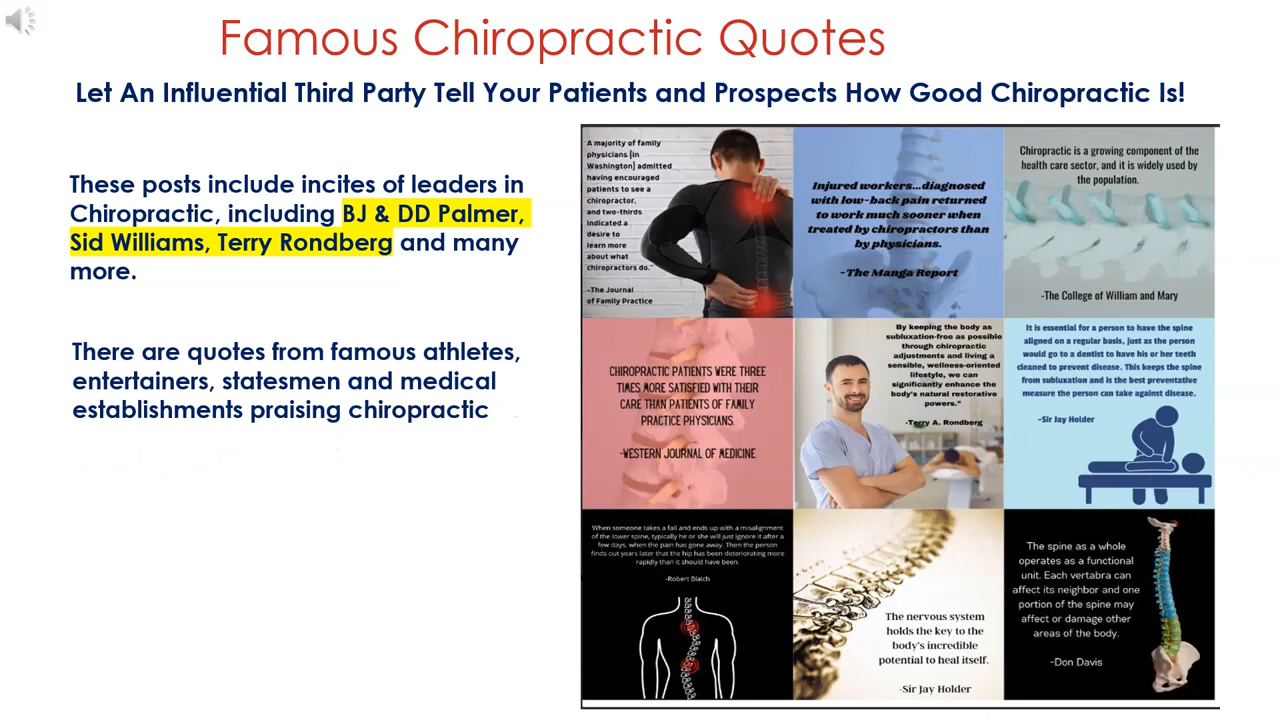 Famous Chiropractic Quotes
Let An Influential Third Party Tell Your Patients and Prospects How Good Chiropractic Is!
These posts include incites of leaders in
Chiropractic, including BJ & DD Palmer,
Sid Williams, Terry Rondberg and many
more.
There are quotes from famous athletes,
entertainers, statesmen and medical
establishments praising chiropractic
A majority of family
physicians [in
Washington] admitted
having encouraged
patients to see a
chiropractor,
and two-thirds
indicated a
desire to
learn more
about what
chiropractors do."
-The Journal
of Family Practice
Injured workers...diagnosed
with low-back pain returned
to work much sooner when
treated by chiropractors than
by physicians.
-The Manga Report
Chiropractic is a growing component of the
health care sector, and it is widely used by
the population.
-The College of William and Mary
CHIROPRACTIC PATIENTS WERE THREE
TIMES MORE SATISFIED WITH THEIR
CARE THAN PATIENTS OF FAMILY
PRACTICE PHYSICIANS.
-WESTERN JOURNAL OF MEDICINE
By keeping the body as
subluxation-free as possible
through chiropractic
adjustments and living a
sensible, wellness-oriented
lifestyle, we can
significantly enhance the
body's natural restorative
powers."
-Terry A. Rondberg
It is essential for a person to have the spine
aligned on a regular basis, just as the person
would go to a dentist to have his or her teeth
cleaned to prevent disease. This keeps the spine
from subluxation and is the best preventative
measure the person can take against disease.
-Sir Jay Holder
When someone takes a fall and ends up with a misalignment
of the lower spine, typically he or she will just ignore it after a
few days, when the pain has gone away. Then the person
finds out years later that the hip has been deteriorating more
rapidly than it should have been.
-Robert Blaich
The nervous system
holds the key to the
body's incredible
potential to heal itself.
-Sir Jay Holder
The spine as a whole
operates as a functional
unit. Each vertabra can
affect its neighbor and one
portion of the spine may
affect or damage other
areas of the body.
-Don Davis